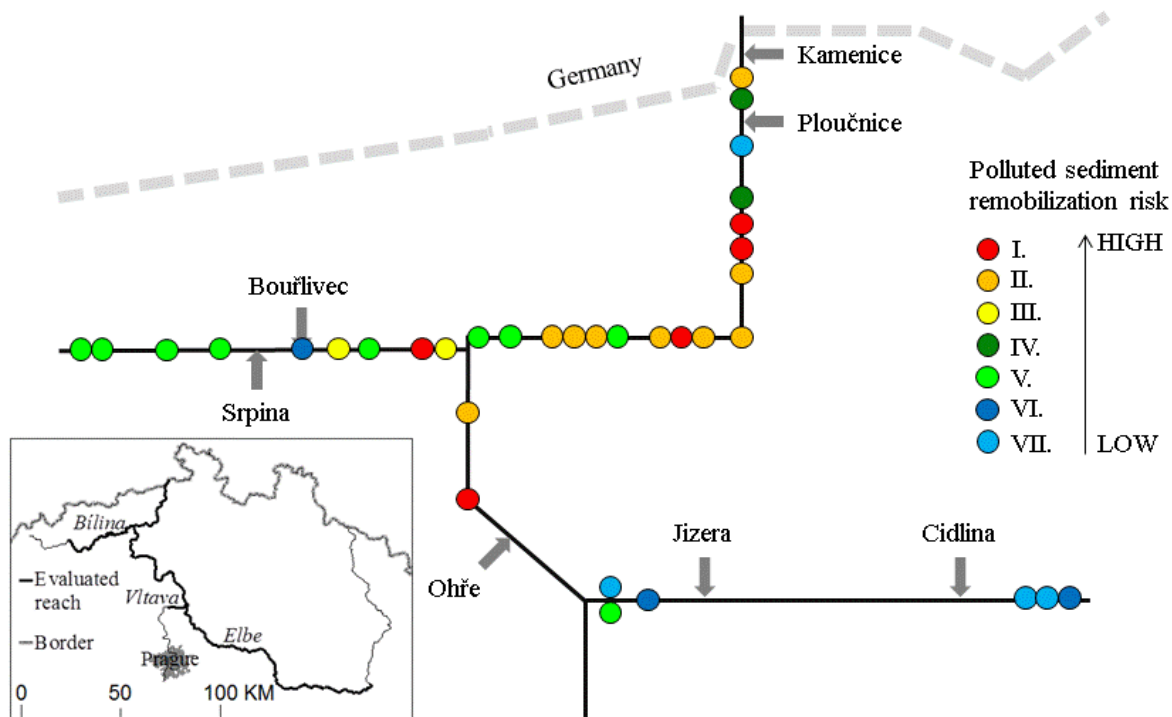 Kamenice
Germany
Ploučnice
Polluted sediment
remobilization risk
HIGH
I.
II.
III.
IV.
V.
VI.
VII.
LOW
Bouřlivec
Srpina
Jizera
Cidlina
Ohře
Bílina
Evaluated
reach
Vltava
Border
Elbe
Prague
0 50 100 KM